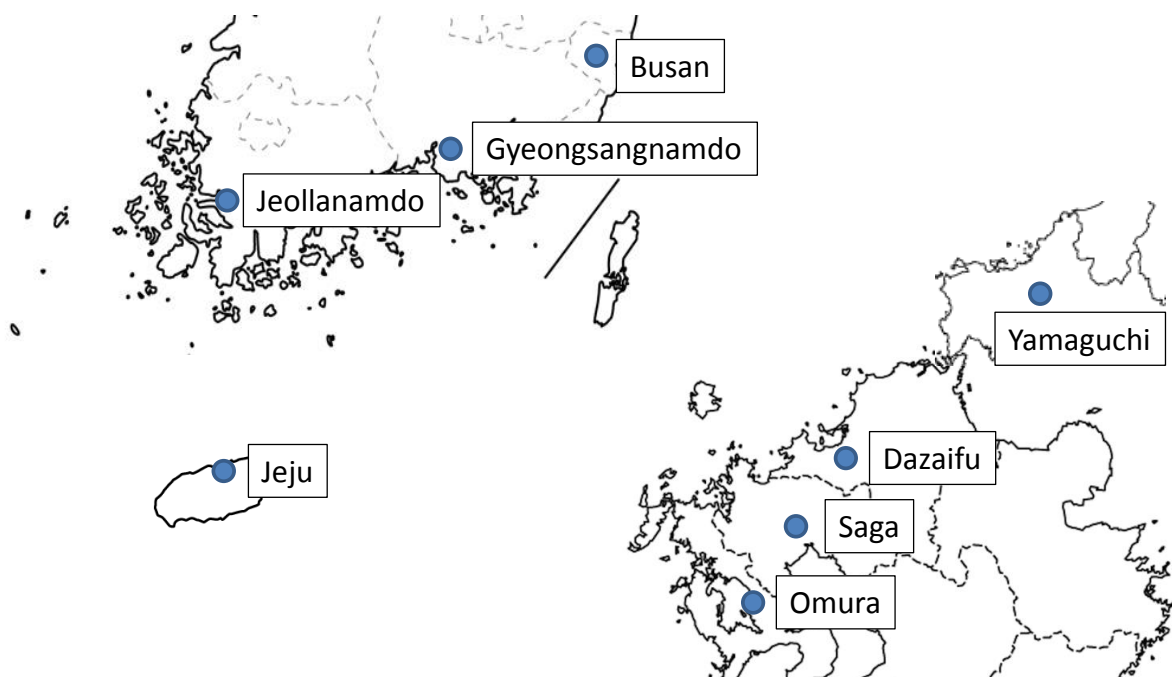 Busan
Gyeongsangnamdo
Jeollanamdo
Yamaguchi
Jeju
Dazaifu
Saga
Omura